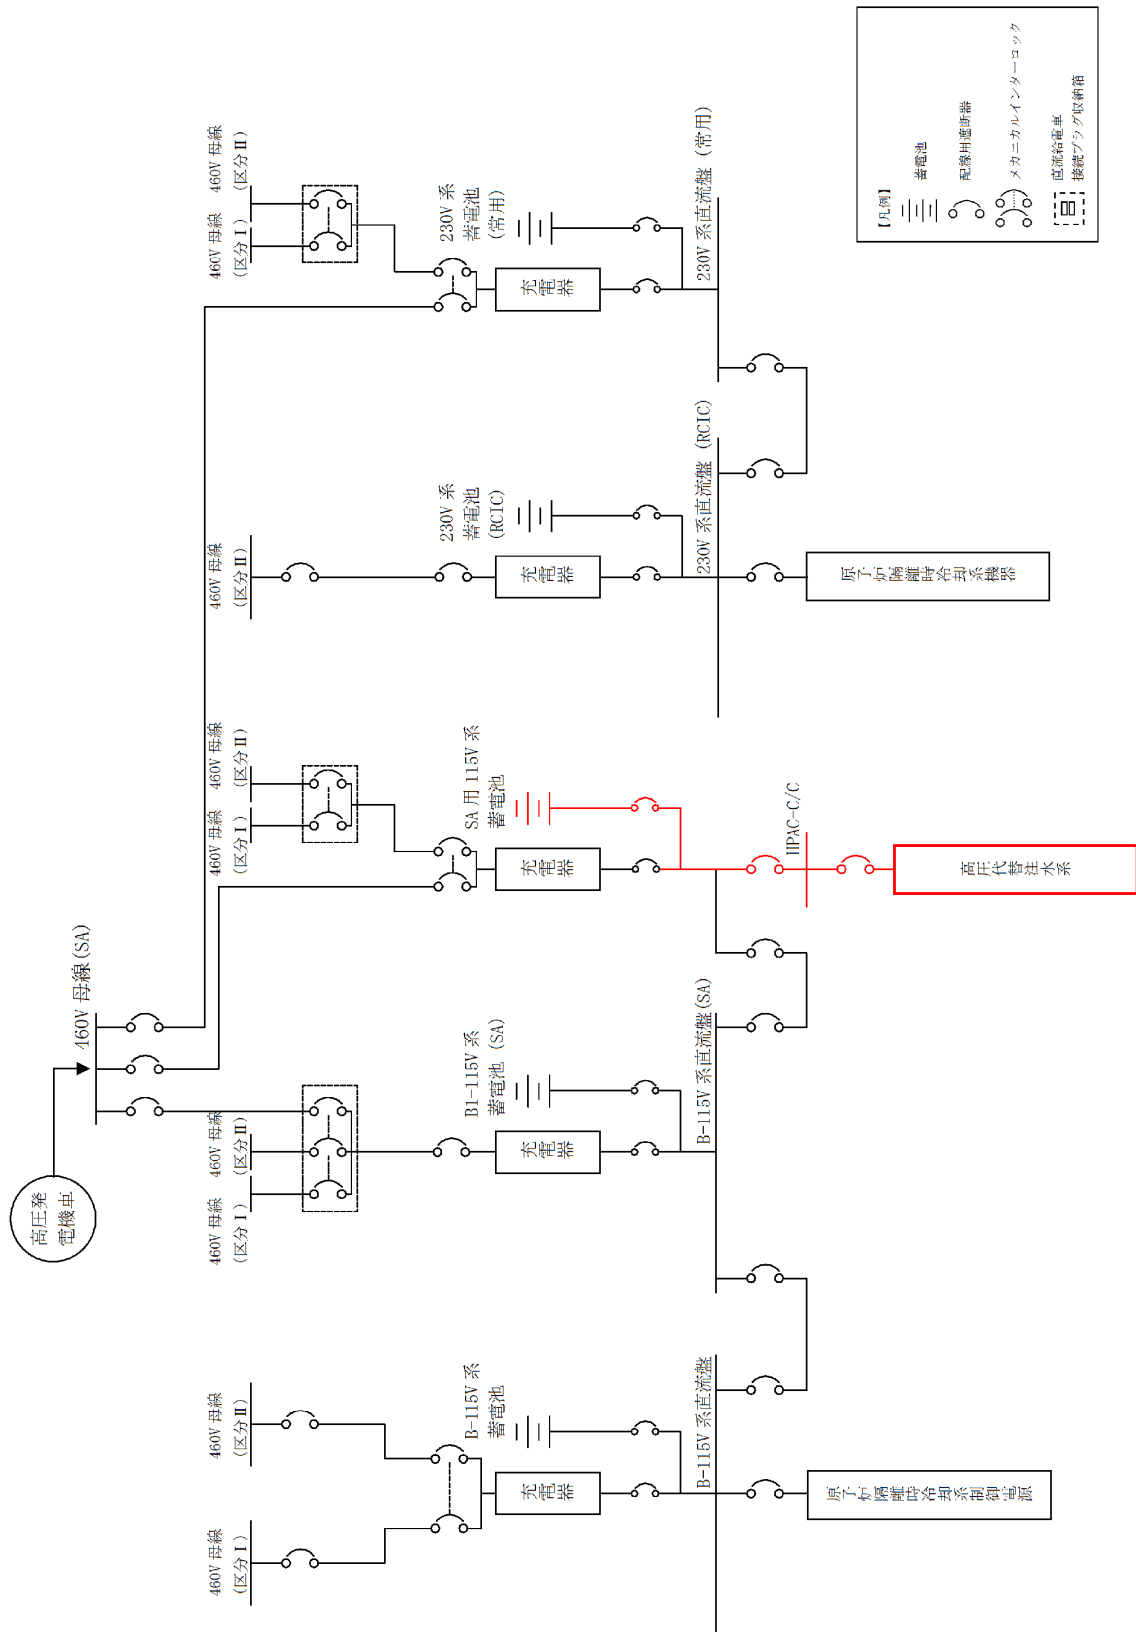 高圧発
電機車
460V 母線(SA)
460V 母線
(区分Ⅰ)
460V 母線
(区分Ⅱ)
460V 母線
(区分Ⅰ)
460V 母線
(区分Ⅱ)
460V 母線
(区分Ⅰ)
460V 母線
(区分Ⅱ)
460V 母線
(区分Ⅱ)
460V 母線
(区分Ⅰ)
460V 母線
(区分Ⅱ)
B-115V 系
蓄電池
B1-115V 系
蓄電池 (SA)
SA 用 115V 系
蓄電池
230V 系
蓄電池
(RCIC)
230V 系
蓄電池
(常用)
充電器
充電器
充電器
充電器
充電器
B-115V 系直流盤
B-115V 系直流盤(SA)
HPAC-C/C
230V 系直流盤 (RCIC)
230V 系直流盤 (常用)
原子炉隔離時冷却系制御電源
高圧代替注水系
原子炉隔離時冷却系機器
【凡例】
蓄電池
配線用遮断器
メカニカルインターロック
直流給電車
接続プラグ収納箱